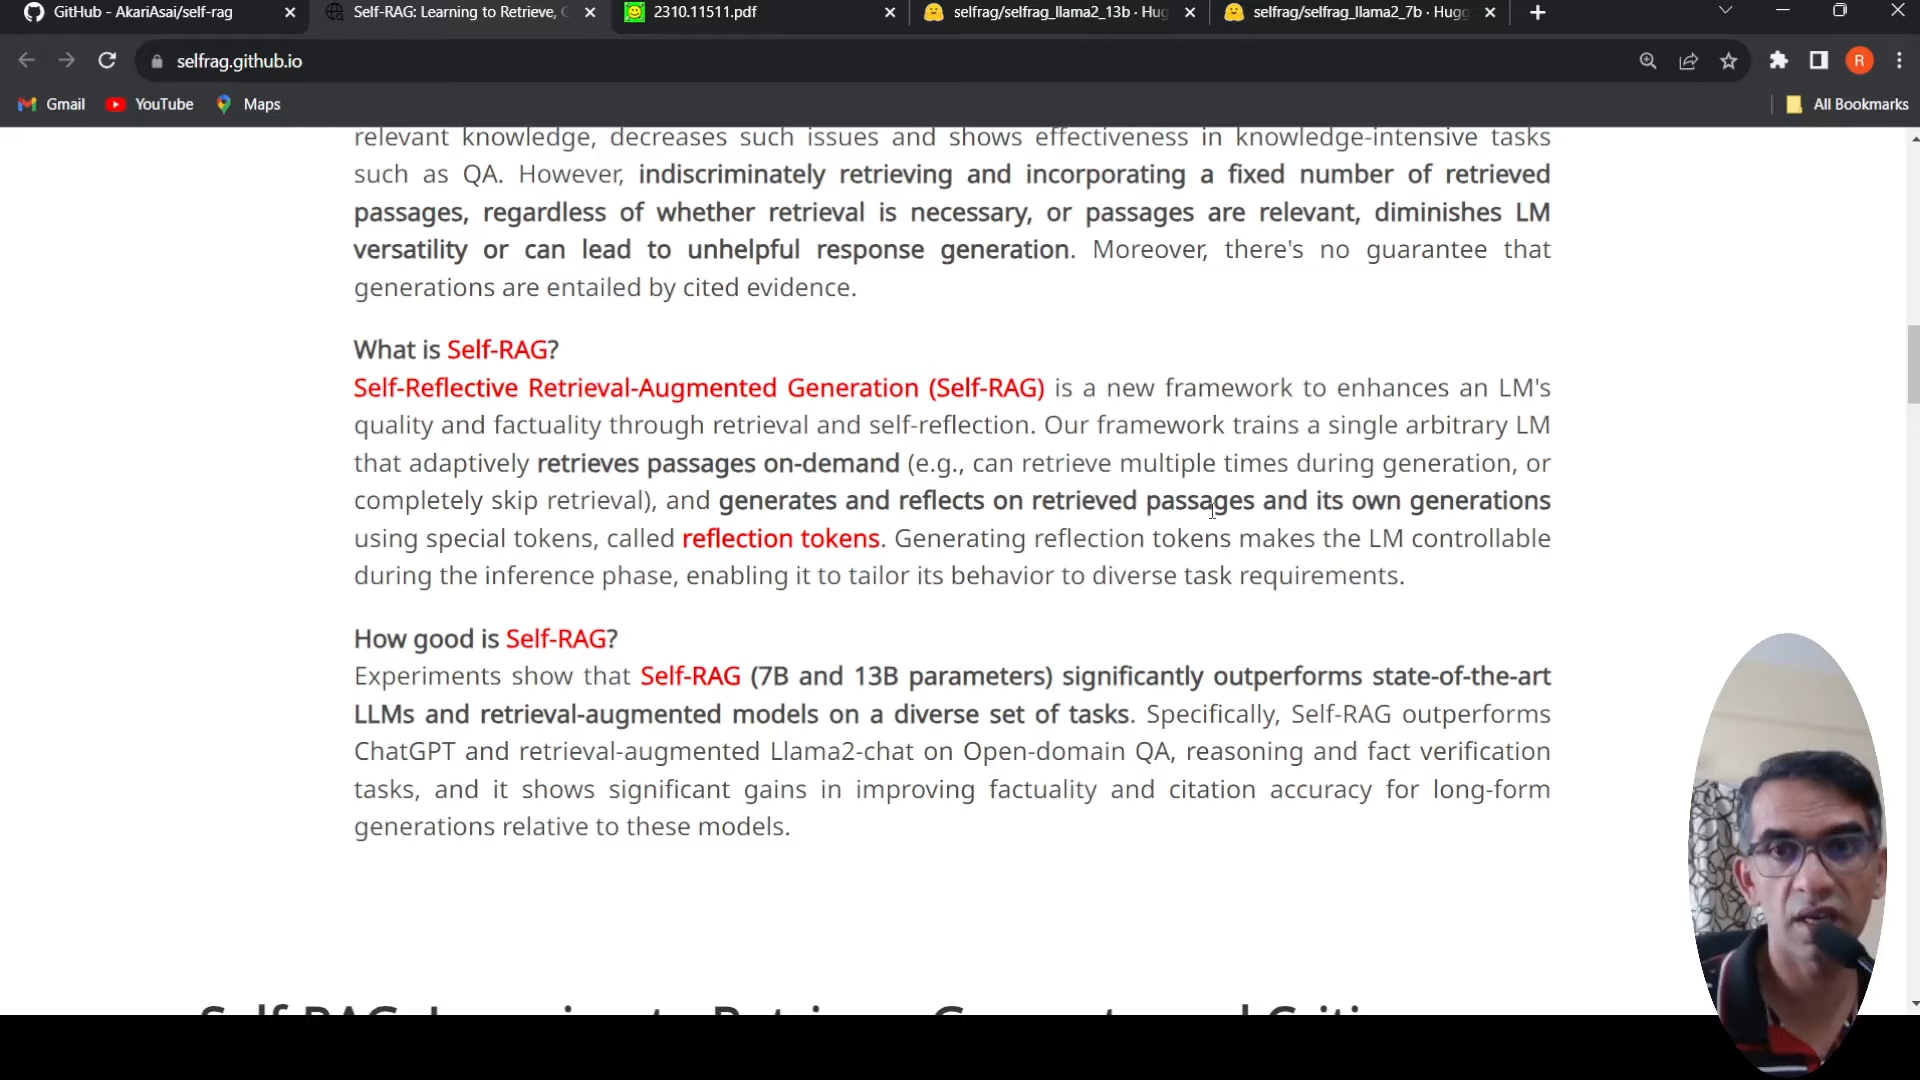 GitHub - AkariAsai/self-rag
Self-RAG: Learning to Retrieve, C
2310.11511.pdf
selfrag/selfrag_llama2_13b · Hug
selfrag/selfrag_llama2_7b · Hugg
selfrag.github.io
R
Gmail
YouTube
Maps
All Bookmarks
relevant knowledge, decreases such issues and shows effectiveness in knowledge-intensive tasks
such as QA. However, indiscriminately retrieving and incorporating a fixed number of retrieved
passages, regardless of whether retrieval is necessary, or passages are relevant, diminishes LM
versatility or can lead to unhelpful response generation. Moreover, there's no guarantee that
generations are entailed by cited evidence.
What is Self-RAG?
Self-Reflective Retrieval-Augmented Generation (Self-RAG) is a new framework to enhances an LM's
quality and factuality through retrieval and self-reflection. Our framework trains a single arbitrary LM
that adaptively retrieves passages on-demand (e.g., can retrieve multiple times during generation, or
completely skip retrieval), and generates and reflects on retrieved passages and its own generations
using special tokens, called reflection tokens. Generating reflection tokens makes the LM controllable
during the inference phase, enabling it to tailor its behavior to diverse task requirements.
How good is Self-RAG?
Experiments show that Self-RAG (7B and 13B parameters) significantly outperforms state-of-the-art
LLMs and retrieval-augmented models on a diverse set of tasks. Specifically, Self-RAG outperforms
ChatGPT and retrieval-augmented Llama2-chat on Open-domain QA, reasoning and fact verification
tasks, and it shows significant gains in improving factuality and citation accuracy for long-form
generations relative to these models.